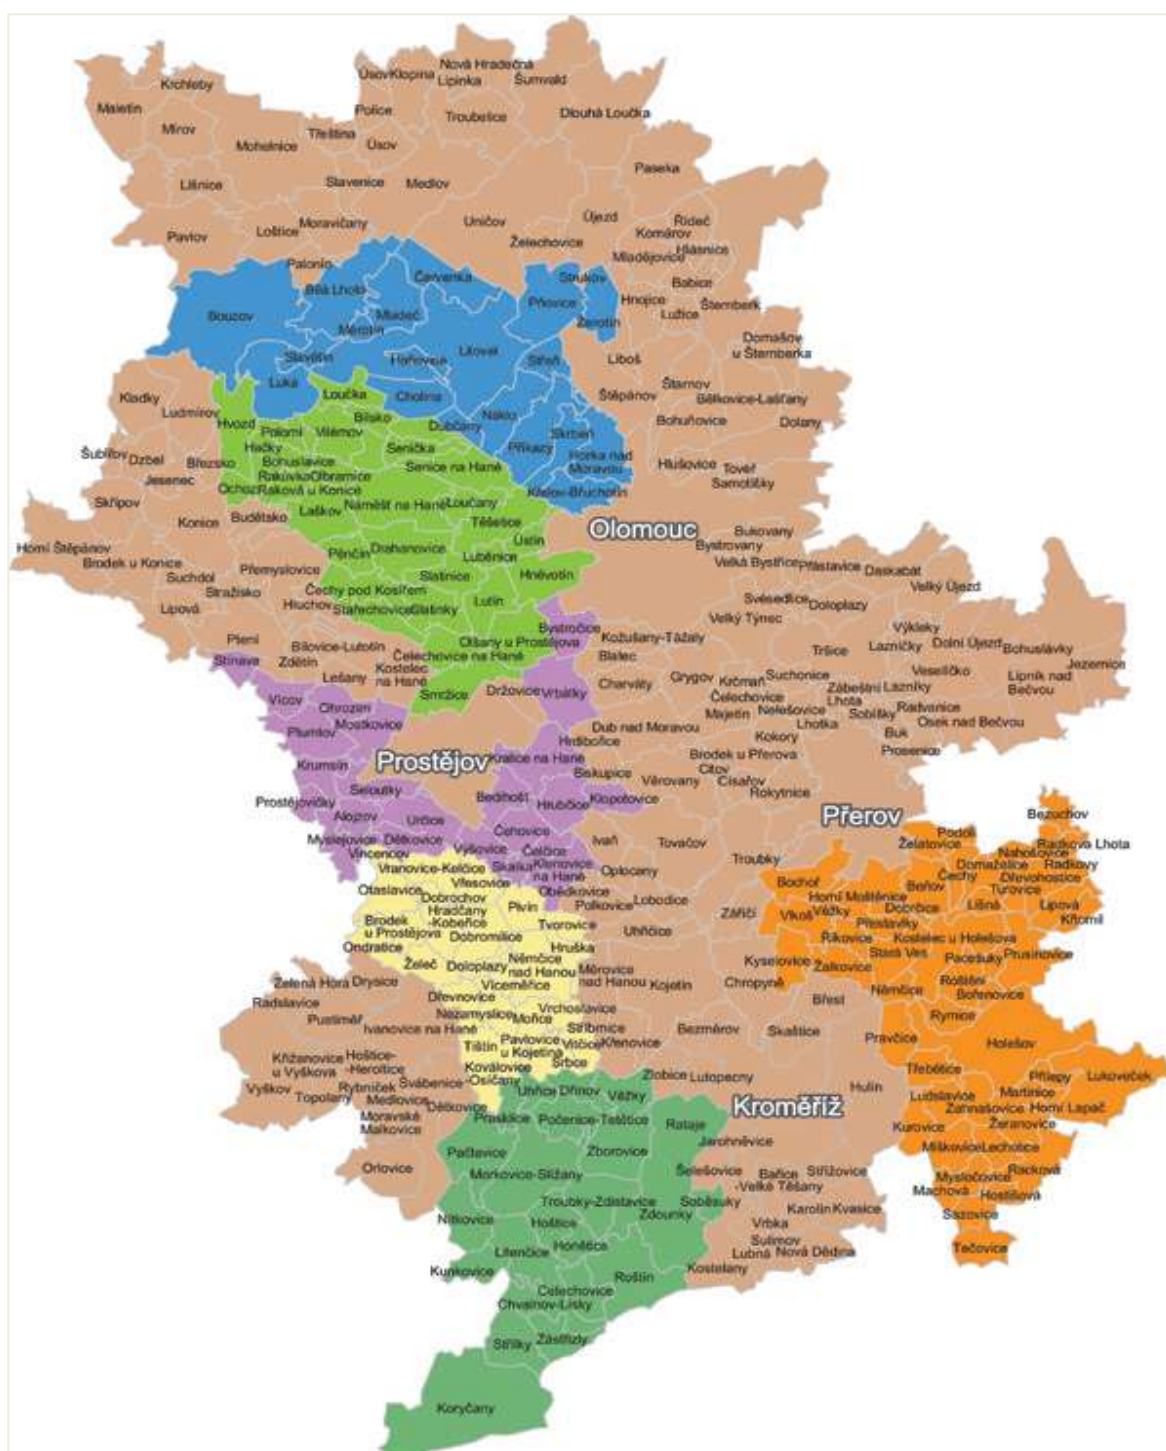 Nová Hradečná
Úsov
Klopina
Lipinka
Šumvald
Krchleby
Maletín
Police
Troubelice
Dlouhá Loučka
Mírov
Třeština
Mohelnice
Úsov
Paseka
Líšnice
Slavenice
Medlov
Uničov
Újezd
Řídeč
Pavlov
Loštice
Moravičany
Komárov
Želechovice
Hlásnice
Mladějovice
Palonín
Červenka
Strukov
Babice
Bílá Lhota
Pňovice
Hnojice
Šternberk
Bouzov
Mladeč
Žerotín
Lužice
Měrotín
Domašov
u Šternberka
Slavětín
Haňovice
Litovel
Střeň
Liboš
Luká
Štarnov
Kladky
Loučka
Cholina
Štěpánov
Bělkovice-Lašťany
Ludmírov
Hvozd
Bílsko
Náklo
Bohuňovice
Dolany
Polomí
Vilémov
Dubčany
Skrbeň
Šubířov
Hačky
Senička
Příkazy
Horka nad
Moravou
Dzbel
Březsko
Bohuslavice
Senice na Hané
Hlušovice
Tovéř
Jesenec
Rakůvka
Olbramice
Samotišky
Ochoz
Raková u Konice
Křelov-Břuchotín
Skřípov
Laškov
Náměšť na Hané
Loučany
Konice
Budětsko
Těšetice
Olomouc
Bukovany
Horní Štěpánov
Pěnčín
Drahanovice
Ústín
Bystrovany
Brodek u Konice
Luběnice
Velká Bystřice
Přáslavice
Daskabát
Suchdol
Přemyslovice
Slatinice
Hněvotín
Velký Újezd
Stražisko
Čechy pod Kosířem
Lutín
Svésedlice
Doloplazy
Lipová
Hluchov
Stařechovice
Slatinky
Velký Týnec
Výkleky
Bystročice
Kožušany-Tážaly
Plení
Bílovice-Lutotín
Olšany u Prostějova
Tršice
Lazničky
Dolní Újezd
Bohuslávky
Stínava
Zdětín
Čelechovice na Hané
Blatec
Jezernice
Lešany
Kostelec
na Hané
Grygov
Krčmaň
Suchonice
Veselíčko
Lipník nad
Bečvou
Vícov
Smržice
Držovice
Vrbátky
Charváty
Čelechovice
Zábeštní
Lhota
Lazníky
Ohrozim
Majetín
Nelešovice
Radvanice
Plumlov
Mostkovice
Dub nad Moravou
Lhotka
Sobíšky
Osek nad Bečvou
Hrdibořice
Kokory
Buk
Krumsín
Prostějov
Kralice na Hané
Brodek u Přerova
Prosenice
Biskupice
Věrovany
Citov
Císařov
Seloutky
Bedihošť
Rokytnice
Prostějovičky
Hrubčice
Klopotovice
Přerov
Bezuchov
Alojzov
Určice
Myslejovice
Dětkovice
Čehovice
Ivaň
Tovačov
Podolí
Radkova Lhota
Vincencov
Výšovice
Čelčice
Želatovice
Nahošovice
Vranovice-Kelčice
Skalka
Klenovice
na Hané
Oplocany
Troubky
Domaželice
Radkovy
Vřesovice
Bochoř
Čechy
Dřevohostice
Otaslavice
Obědkovice
Lobodice
Beňov
Turovice
Dobrochov
Horní Moštěnice
Pivín
Polkovice
Záříčí
Dobrčice
Líšná
Lipová
Hradčany
-Kobeřice
Vlkoš
Věžky
Brodek
u Prostějova
Tvorovice
Přestavlky
Křtomil
Dobromilice
Uhřičice
Říkovice
Kostelec u Holešova
Ondratice
Hruška
Stará Ves
Pacetluky
Prusinovice
Želeč
Doloplazy
Němčice
nad Hanou
Měrovice
nad Hanou
Kyselovice
Žalkovice
Zelená Hora
Drysice
Víceměřice
Kojetín
Chropyně
Němčice
Roštění
Radslavice
Dřevnovice
Břest
Bořenovice
Pustiměř
Nezamyslice
Mořice
Vrchoslavice
Rymice
Ivanovice na Hané
Stříbrnice
Bezměrov
Skaštice
Tištín
Pavlovice
u Kojetína
Vitčice
Křenovice
Pravčice
Holešov
Křižanovice
u Vyškova
Hoštice-
-Heroltice
Srbce
Koválovice
-Osíčany
Zlobice
Lutopecny
Třebětice
Přílepy
Lukoveček
Vyškov
Rybníček
Švábenice
Uhřice
Dřínov
Věžky
Hulín
Martinice
Topolany
Medlovice
Ludslavice
Zahnašovice
Horní Lapač
Dětkovice
Kroměříž
Moravské
Málkovice
Prasklice
Počenice-Tetětice
Rataje
Žeranovice
Jarohněvice
Kurovice
Pačlavice
Zborovice
Míškovice
Lechotice
Orlovice
Morkovice-Slížany
Šelešovice
Bařice
-Velké Těšany
Střížovice
Mysločovice
Racková
Troubky-Zdislavice
Soběsuky
Machová
Hostišová
Zdounky
Karolín
Kvasice
Nítkovice
Hoštice
Vrbka
Sazovice
Honětice
Sulimov
Litenčice
Lubná
Nová Dědina
Tečovice
Kunkovice
Kostelany
Roštín
Cetechovice
Chvalnov-Lísky
Střílky
Zástřizly
Koryčany